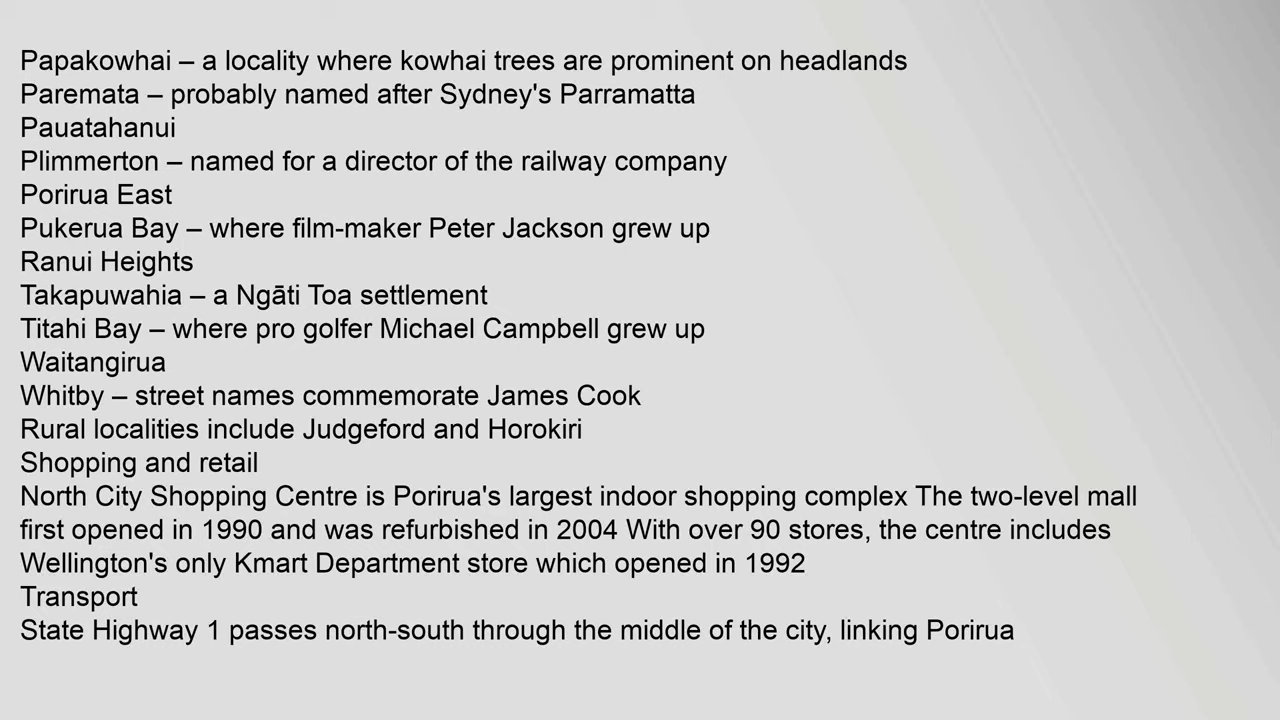 Papakowhai – a locality where kowhai trees are prominent on headlands
Paremata – probably named after Sydney's Parramatta
Pauatahanui
Plimmerton – named for a director of the railway company
Porirua East
Pukerua Bay – where film-maker Peter Jackson grew up
Ranui Heights
Takapuwahia – a Ngāti Toa settlement
Titahi Bay – where pro golfer Michael Campbell grew up
Waitangirua
Whitby – street names commemorate James Cook
Rural localities include Judgeford and Horokiri
Shopping and retail
North City Shopping Centre is Porirua's largest indoor shopping complex The two-level mall
first opened in 1990 and was refurbished in 2004 With over 90 stores, the centre includes
Wellington's only Kmart Department store which opened in 1992
Transport
State Highway 1 passes north-south through the middle of the city, linking Porirua